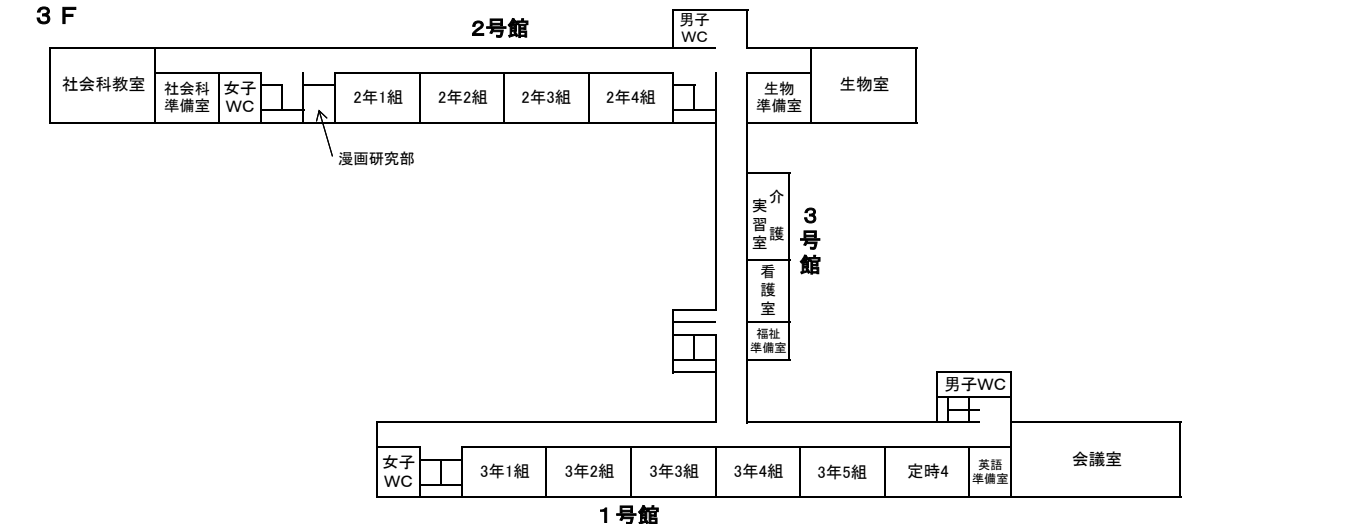 ３Ｆ
2号館
男子
WC
社会科教室
社会科
準備室
女子
WC
2年1組
2年2組
2年3組
2年4組
生物
準備室
生物室
漫画研究部
介護
実習室
3号館
看護室
福祉
準備室
男子WC
女子
WC
3年1組
3年2組
3年3組
3年4組
3年5組
定時4
英語
準備室
会議室
１号館